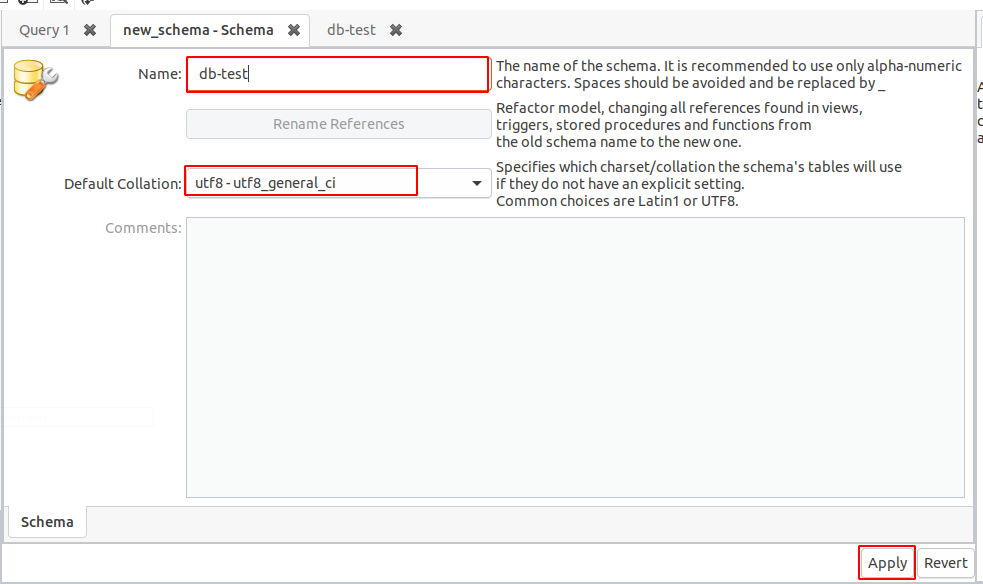 Query 1 ✖ new_schema - Schema ✖ db-test ✖
Name: db-test
The name of the schema. It is recommended to use only alpha-numeric
characters. Spaces should be avoided and be replaced by _
Rename References
Refactor model, changing all references found in views,
triggers, stored procedures and functions from
the old schema name to the new one.
Default Collation: utf8 - utf8_general_ci
Specifies which charset/collation the schema's tables will use
if they do not have an explicit setting.
Common choices are Latin1 or UTF8.
Comments:
Schema
Apply Revert